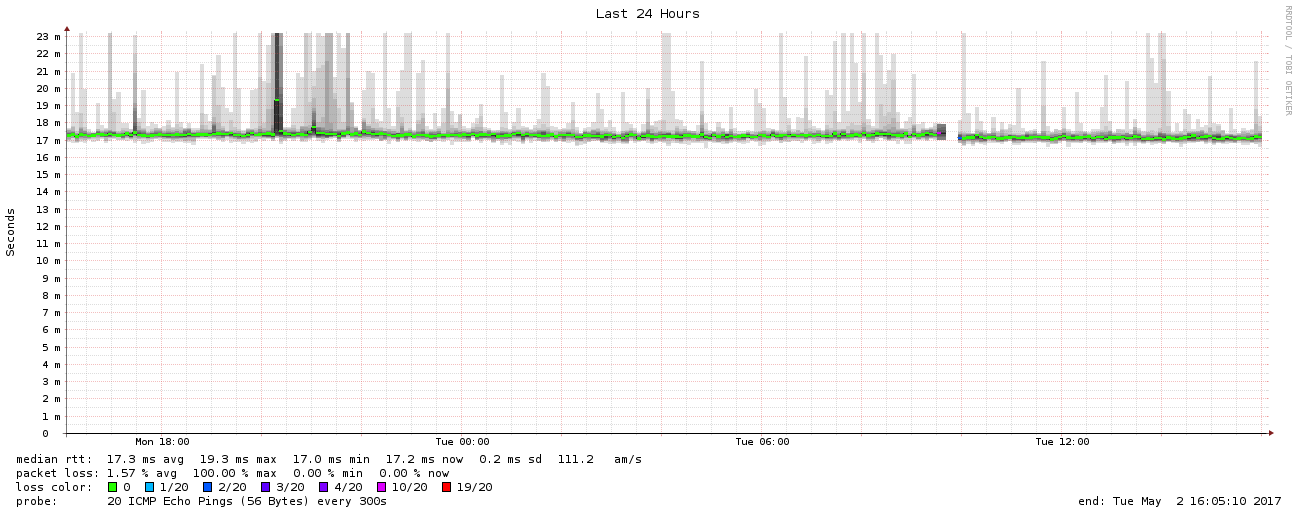 Last 24 Hours
RRDTOOL / TOBI OETIKER
Seconds
23 m
22 m
21 m
20 m
19 m
18 m
17 m
16 m
15 m
14 m
13 m
12 m
11 m
10 m
9 m
8 m
7 m
6 m
5 m
4 m
3 m
2 m
1 m
0
Mon 18:00 Tue 00:00 Tue 06:00 Tue 12:00
median rtt: 17.3 ms avg 19.3 ms max 17.0 ms min 17.2 ms now 0.2 ms sd 111.2 am/s
packet loss: 1.57 % avg 100.00 % max 0.00 % min 0.00 % now
loss color: 0 1/20 2/20 3/20 4/20 10/20 19/20
probe: 20 ICMP Echo Pings (56 Bytes) every 300s end: Tue May 2 16:05:10 2017